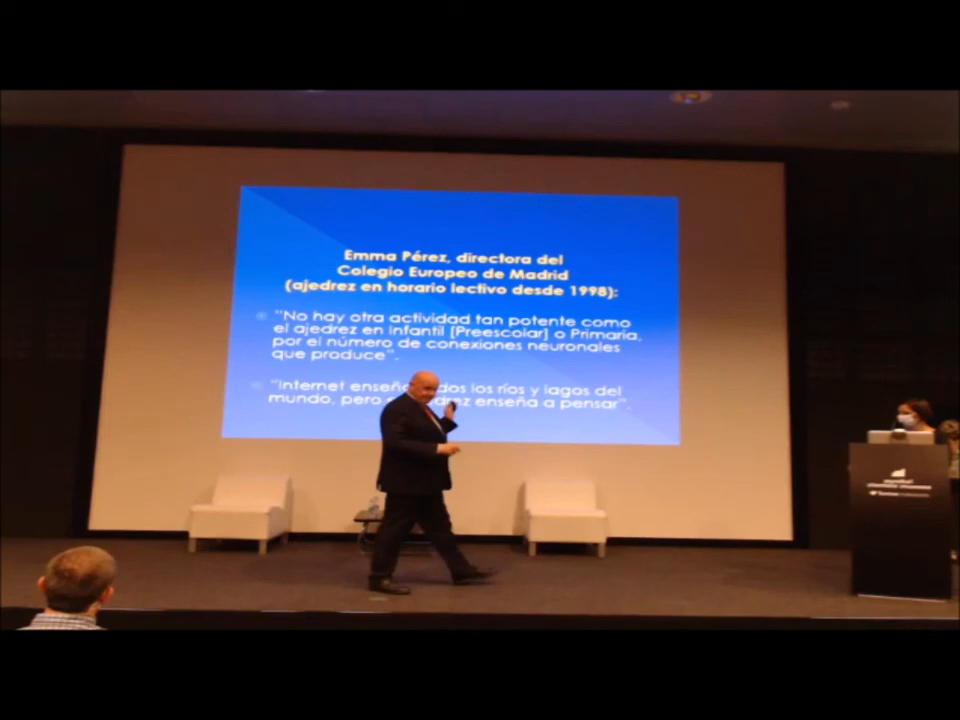 Emma Pérez, directora del
Colegio Europeo de Madrid
(ajedrez en horario lectivo desde 1998):
"No hay otra actividad tan potente como
el ajedrez en Infantil [Preescolar] o Primaria,
por el número de conexiones neuronales
que produce".
"Internet enseña dos los ríos y lagos del
mundo, pero drez enseña a pensar".